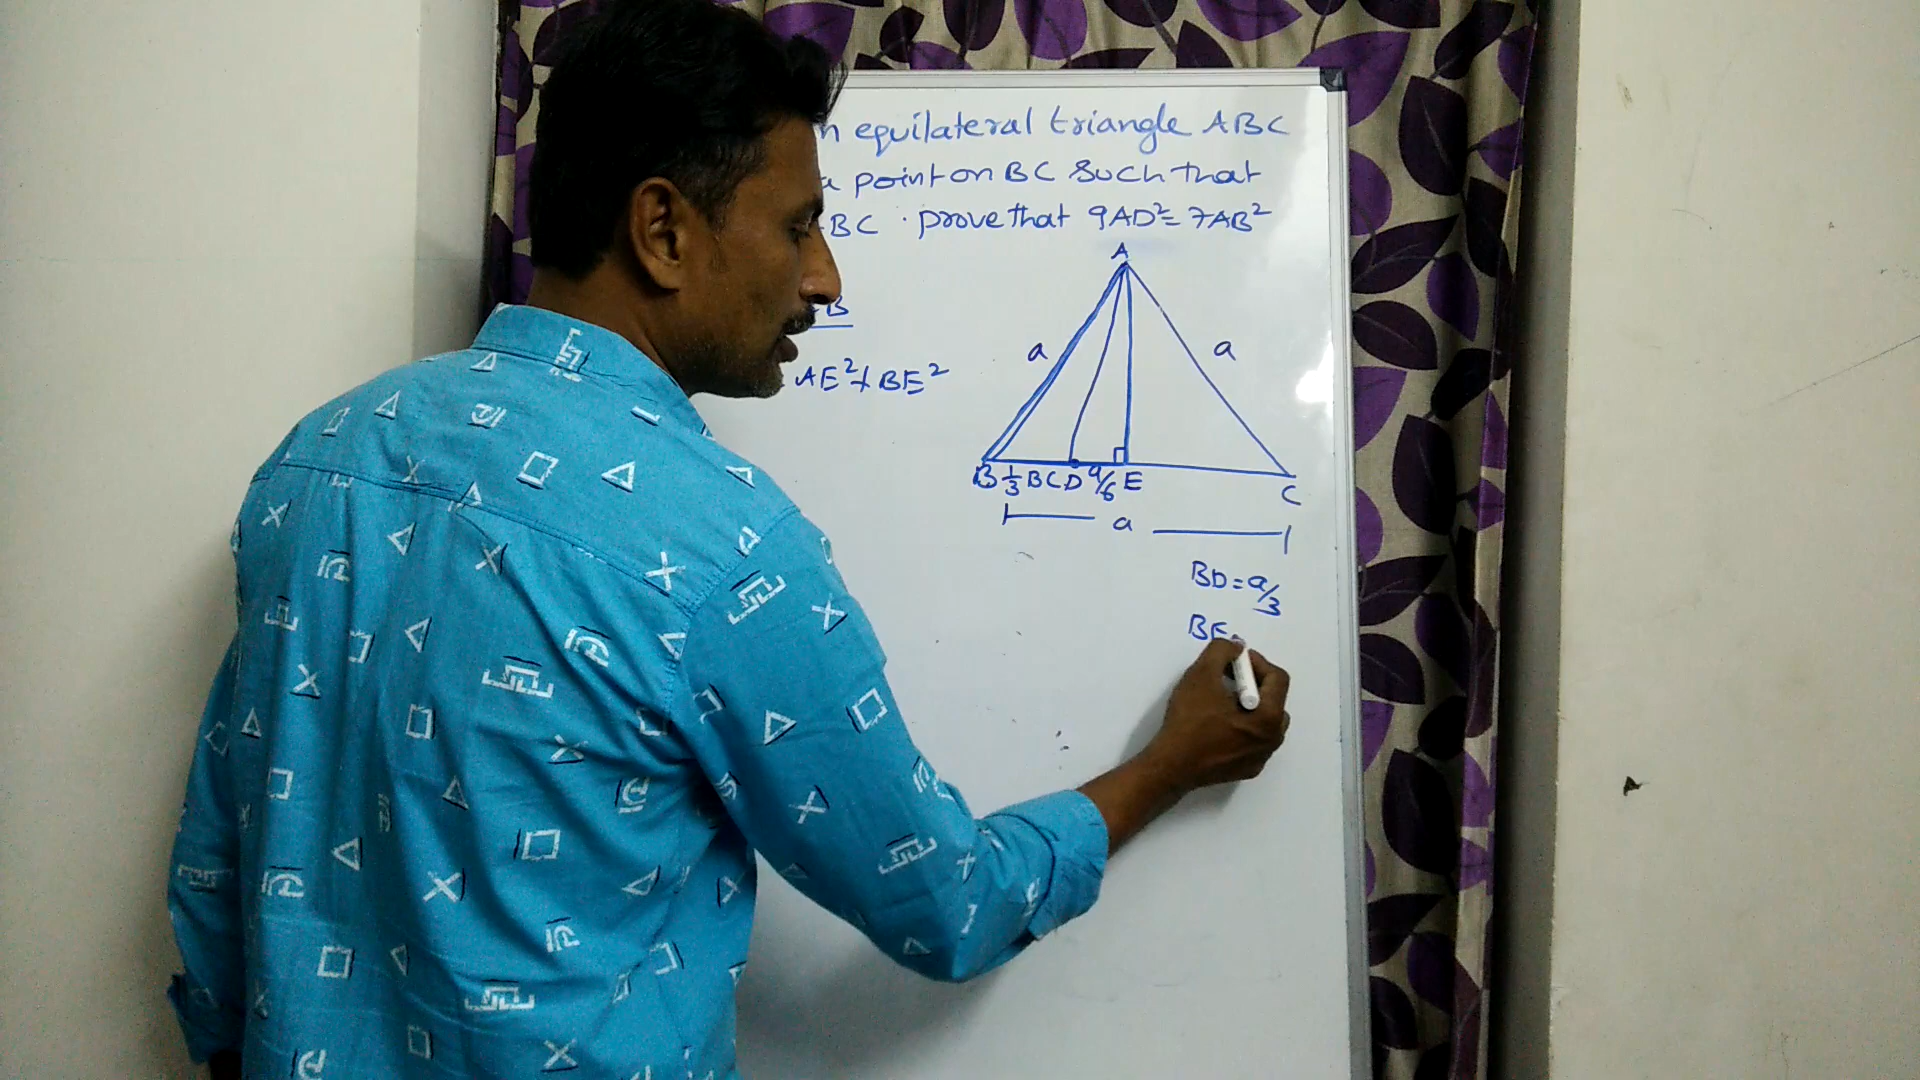 n equilateral triangle ABC
a point on BC such that
BC . prove that 9AD²= 7AB²
A
B
AE²+BE²
a
a
B 1/3 BC D a/6 E
C
a
BD = a/3
BE=